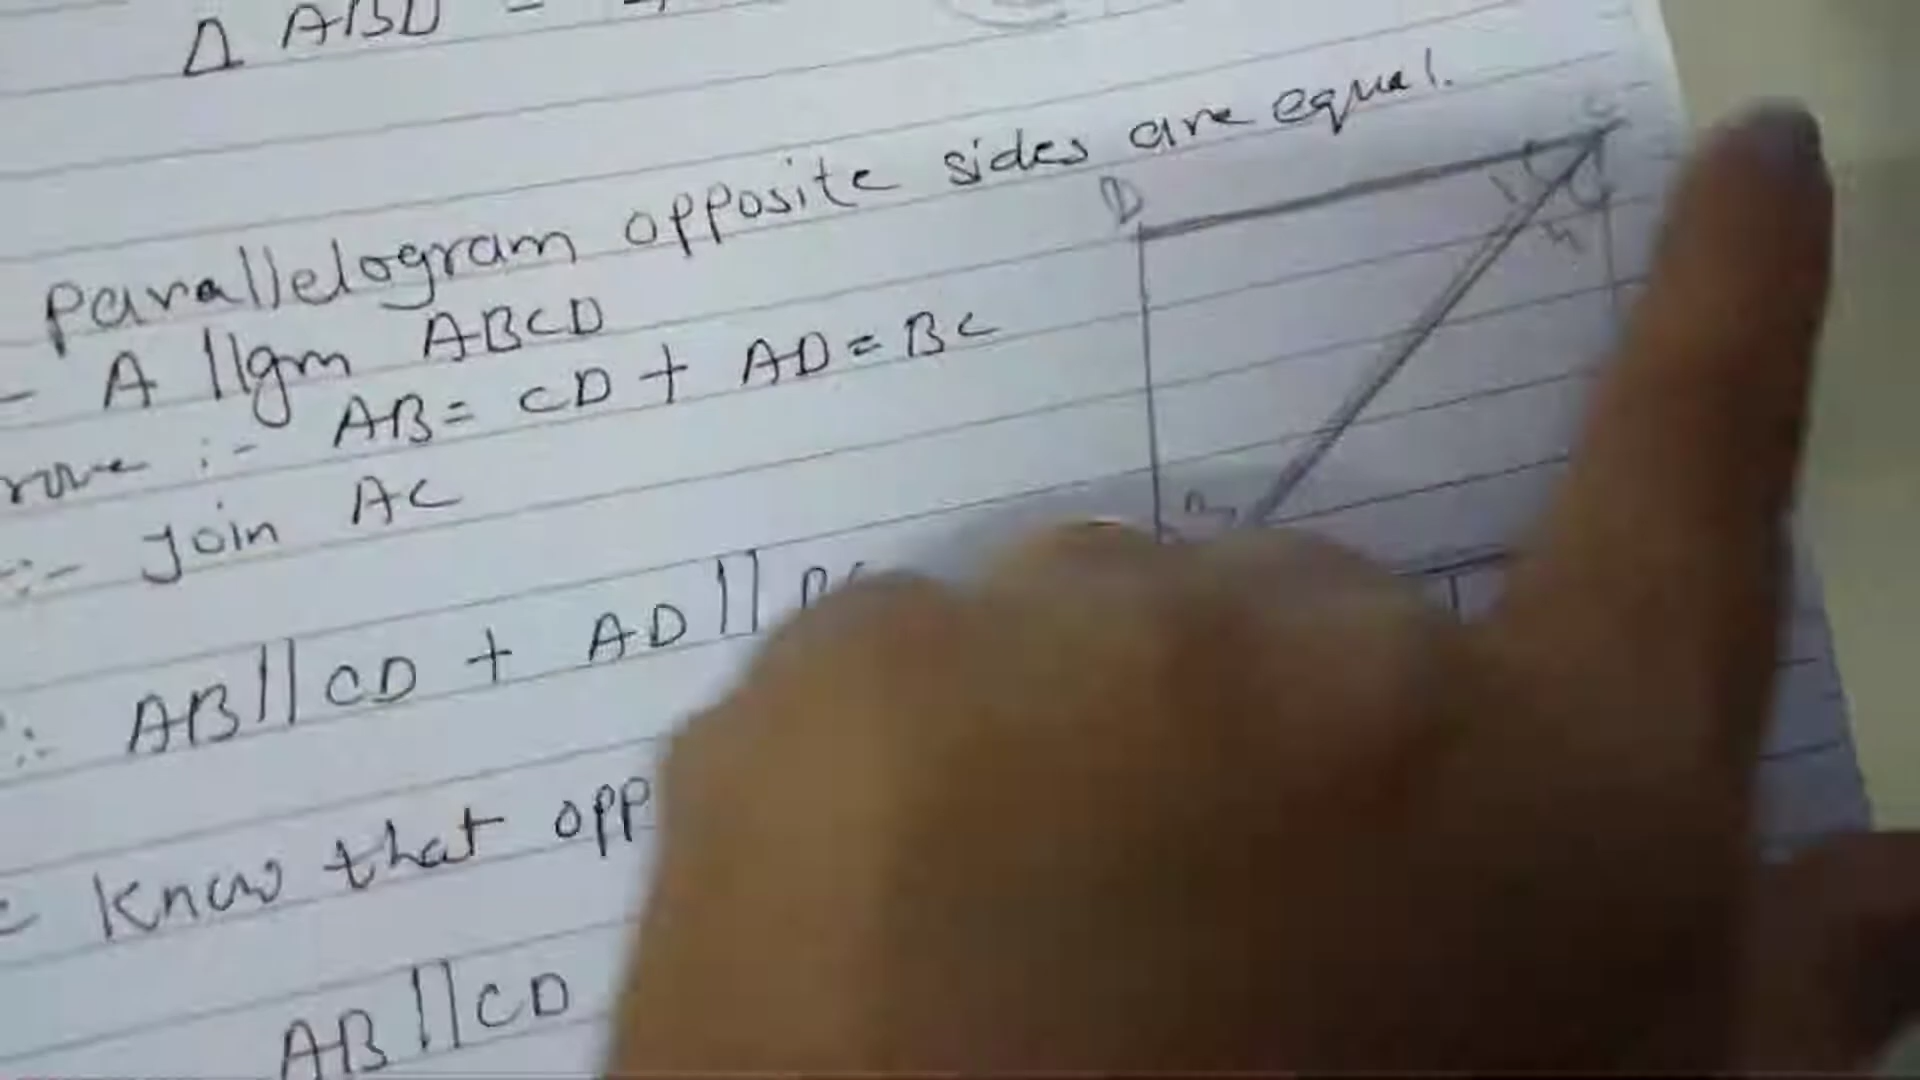 Δ ABD
parallelogram opposite sides are equal.
- A ||gm ABCD
:- AB = CD + AD = BC
:- Join AC
∴ AB || CD + AD ||
know that opp
AB || CD
D
C